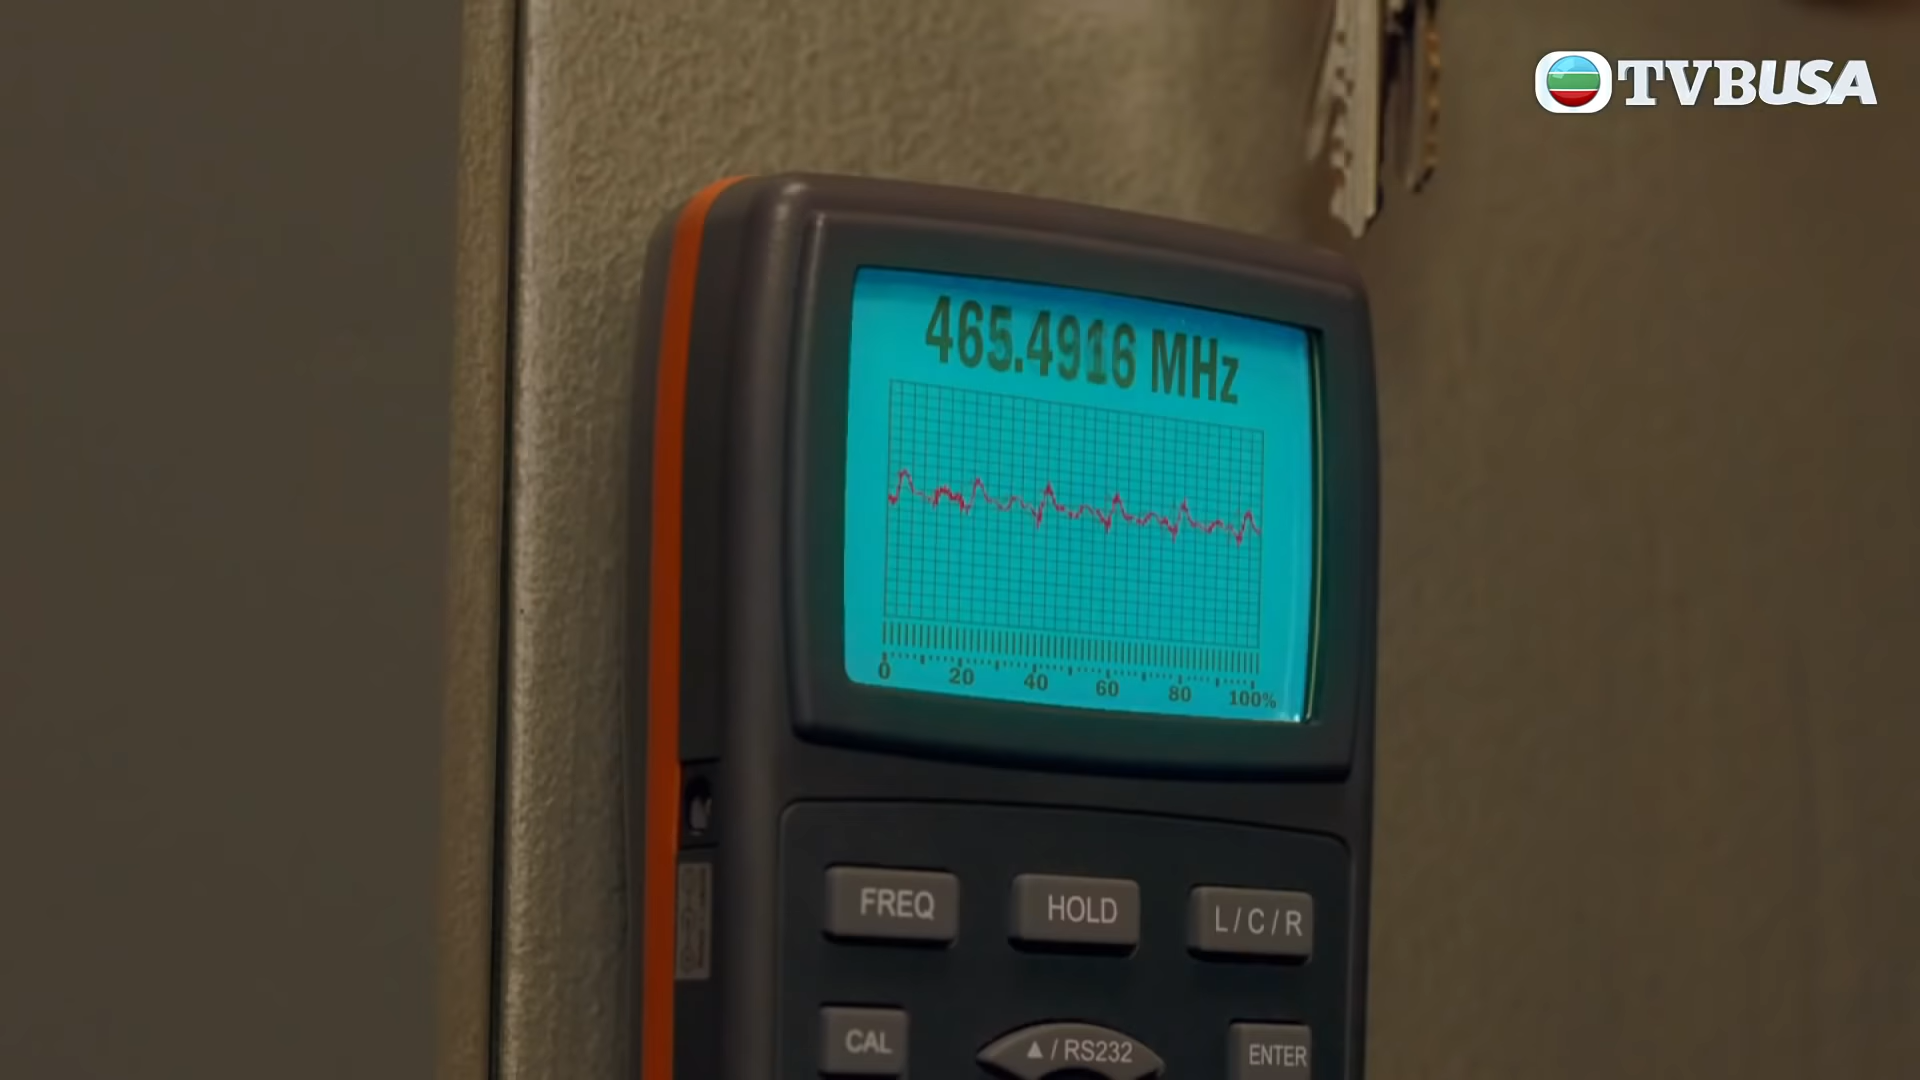 TVBUSA
465.4916 MHz
0 20 40 60 80 100%
FREQ HOLD L/C/R
CAL ▲/RS232 ENTER